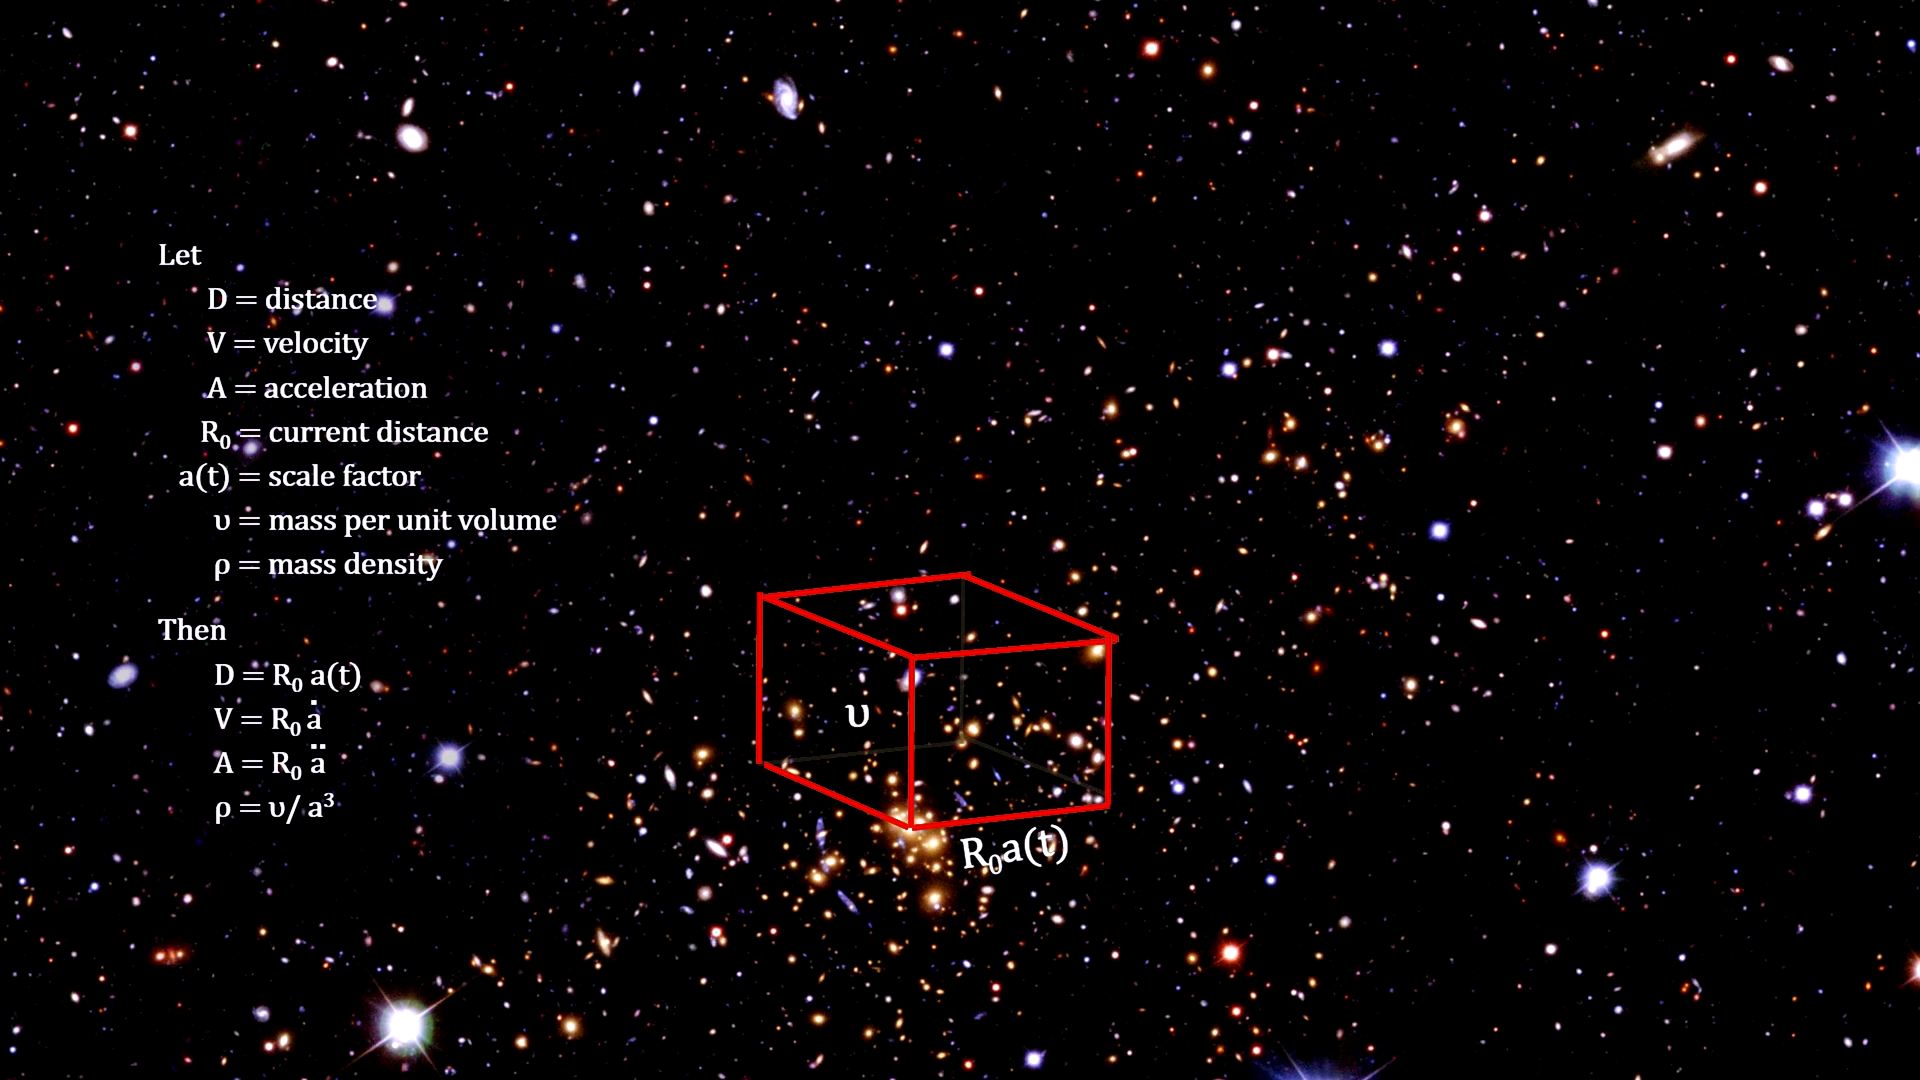 Let
D = distance
V = velocity
A = acceleration
R₀ = current distance
a(t) = scale factor
υ = mass per unit volume
ρ = mass density
Then
D = R₀ a(t)
V = R₀ ȧ
A = R₀ ä
ρ = υ/ a³
υ
R₀a(t)